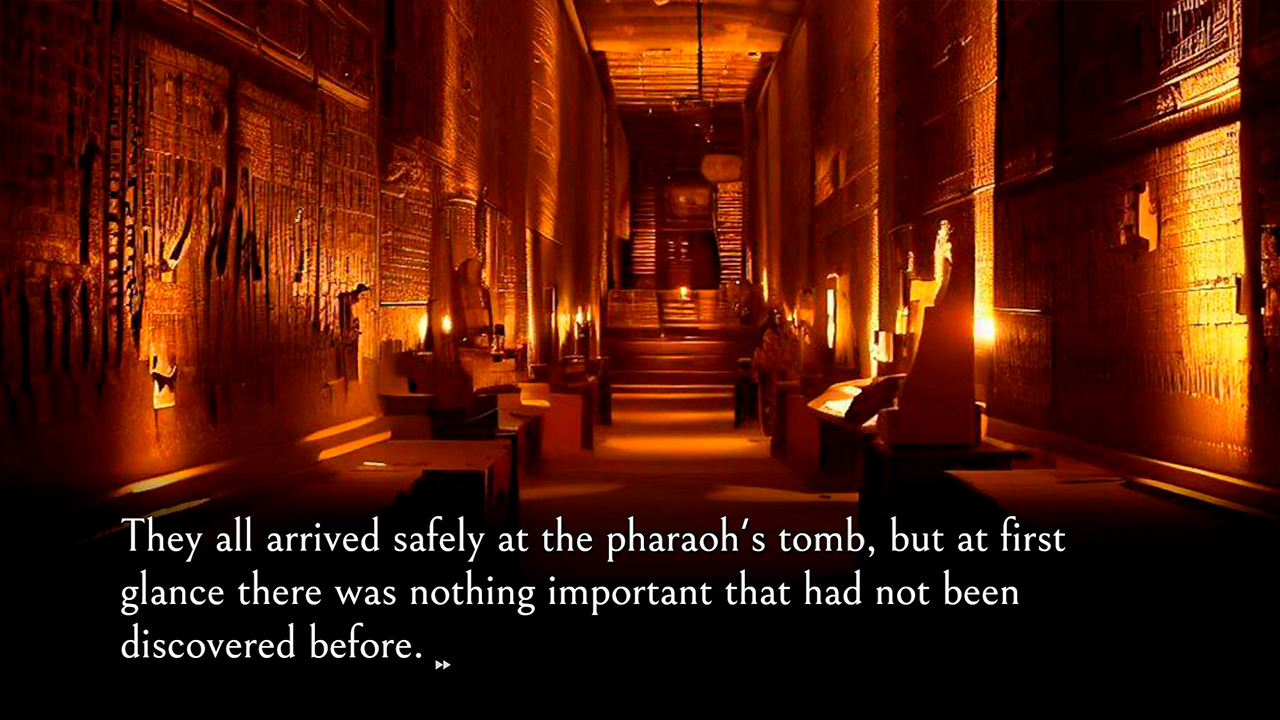 They all arrived safely at the pharaoh's tomb, but at first
glance there was nothing important that had not been
discovered before.